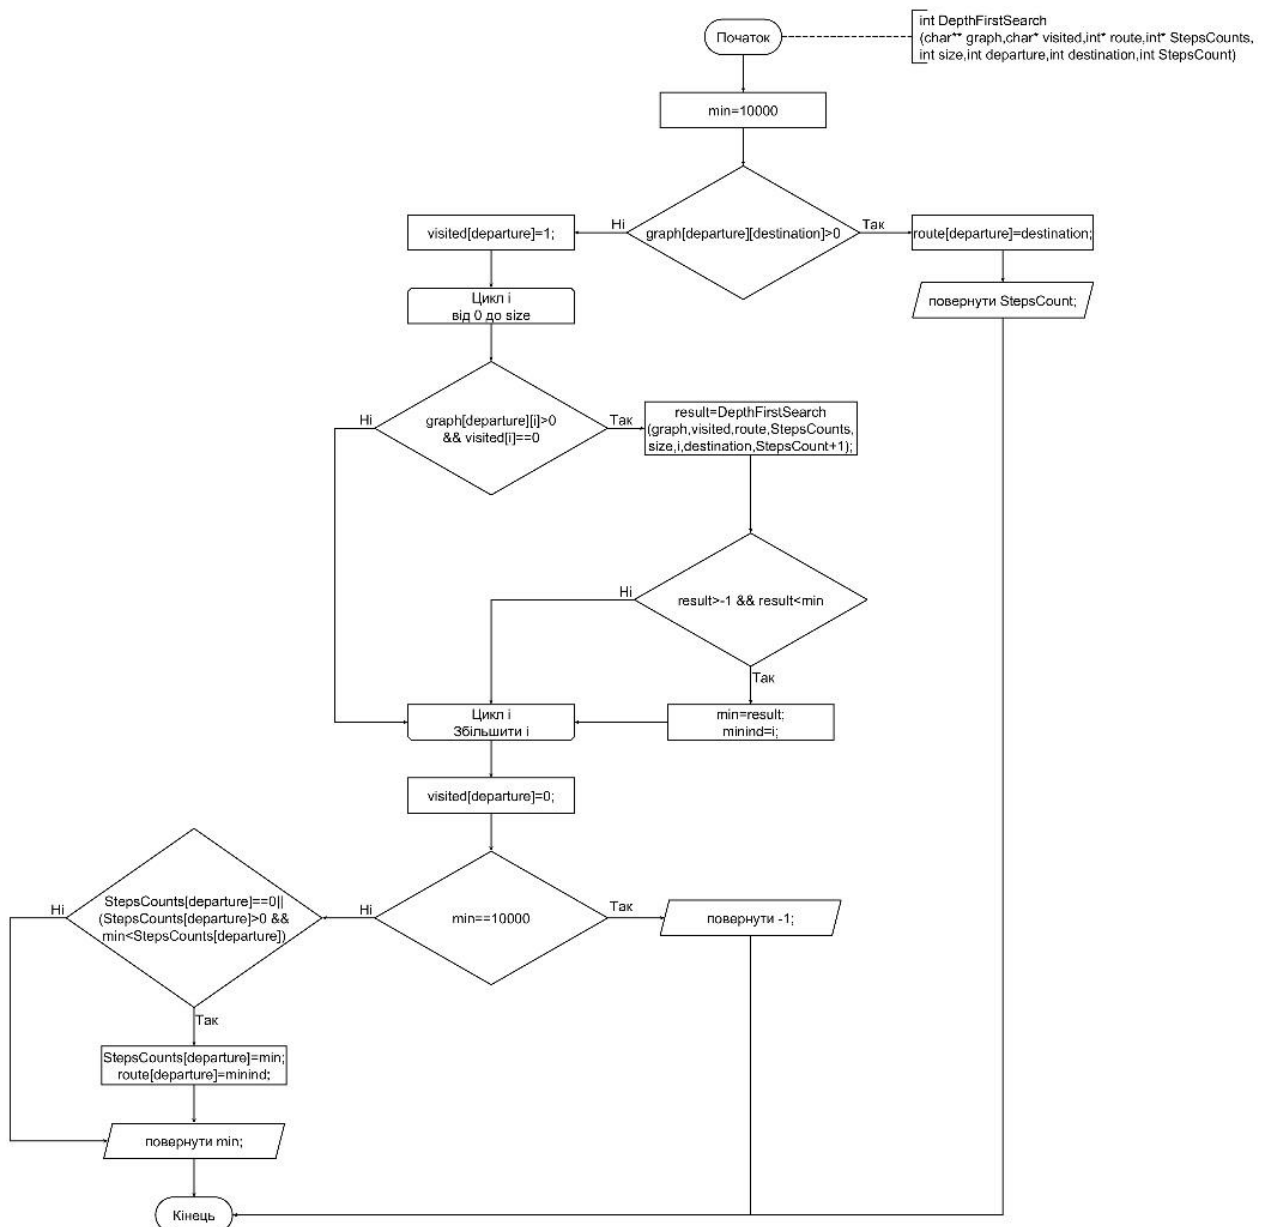 Початок
int DepthFirstSearch
(char** graph,char* visited,int* route,int* StepsCounts,
int size,int departure,int destination,int StepsCount)
min=10000
graph[departure][destination]>0
Ні
Так
visited[departure]=1;
route[departure]=destination;
Цикл i
від 0 до size
повернути StepsCount;
graph[departure][i]>0
&& visited[i]==0
Ні
Так
result=DepthFirstSearch
(graph,visited,route,StepsCounts,
size,i,destination,StepsCount+1);
result>-1 && result<min
Ні
Так
Цикл i
Збільшити i
min=result;
minind=i;
visited[departure]=0;
min==10000
Ні
Так
StepsCounts[departure]==0||
(StepsCounts[departure]>0 &&
min<StepsCounts[departure])
Ні
Так
повернути -1;
StepsCounts[departure]=min;
route[departure]=minind;
повернути min;
Кінець